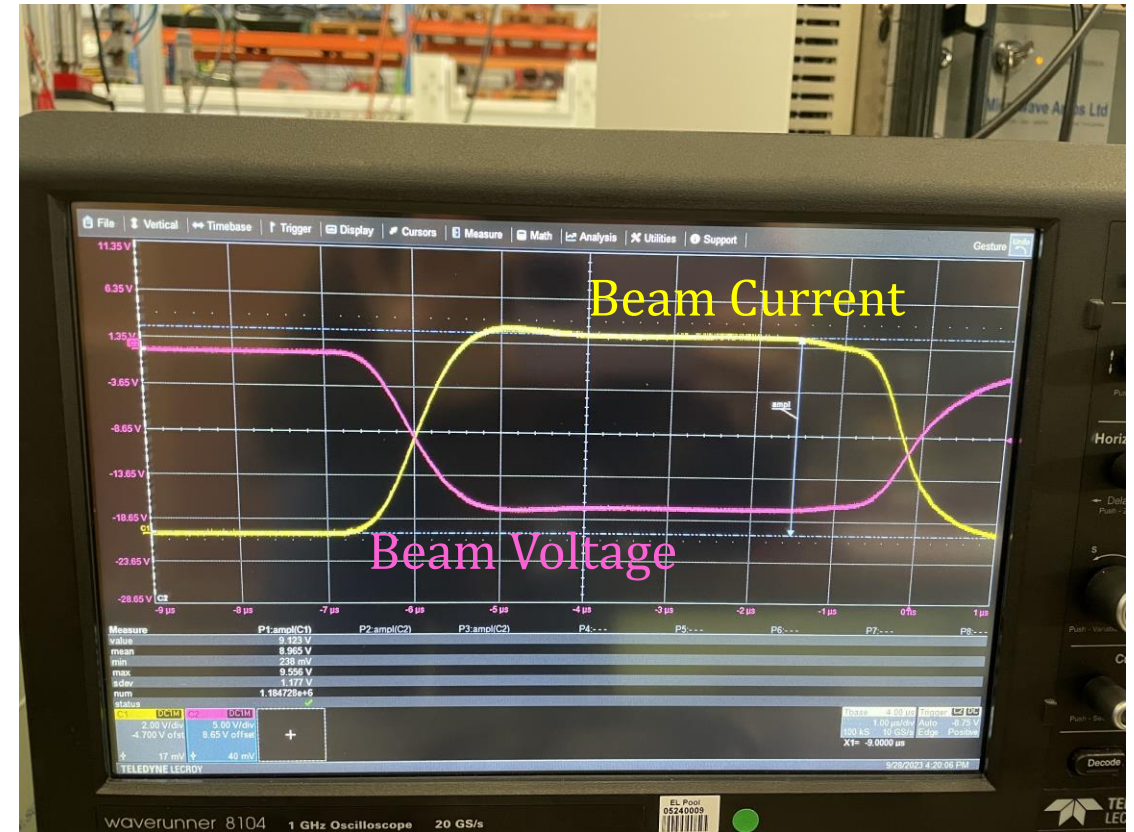 Microwave Amps Ltd
File Vertical Timebase Trigger Display Cursors Measure Math Analysis Utilities Support
Gesture Undo
11.35 V
Beam Current
6.35 V
1.35 V
-3.65 V
ampl
-8.65 V
-13.65 V
-18.65 V
C1
Beam Voltage
-23.65 V
-28.65 V C2
-9 µs -8 µs -7 µs -6 µs -5 µs -4 µs -3 µs -2 µs -1 µs 1 µs
Measure P1:ampl(C1) P2:ampl(C2) P3:ampl(C2) P4:--- P5:--- P6:--- P7:--- P8:---
value 9.123 V
mean 8.965 V
min 238 mV
max 9.556 V
sdev 1.177 V
num 1.184728e+6
status
C1 DC1M C2 DC1M
2.00 V/div 5.00 V/div
-4.700 V ofst 8.65 V offset
17 mV 40 mV
+
Tbase 4.00 µs Trigger C2 DC
1.00 µs/div Auto -8.75 V
100 kS 10 GS/s Edge Positive
X1= -9.0000 µs
TELEDYNE LECROY
9/28/2023 4:20:06 PM
Decode
EL Pool
05240009
waverunner 8104 1 GHz Oscilloscope 20 GS/s